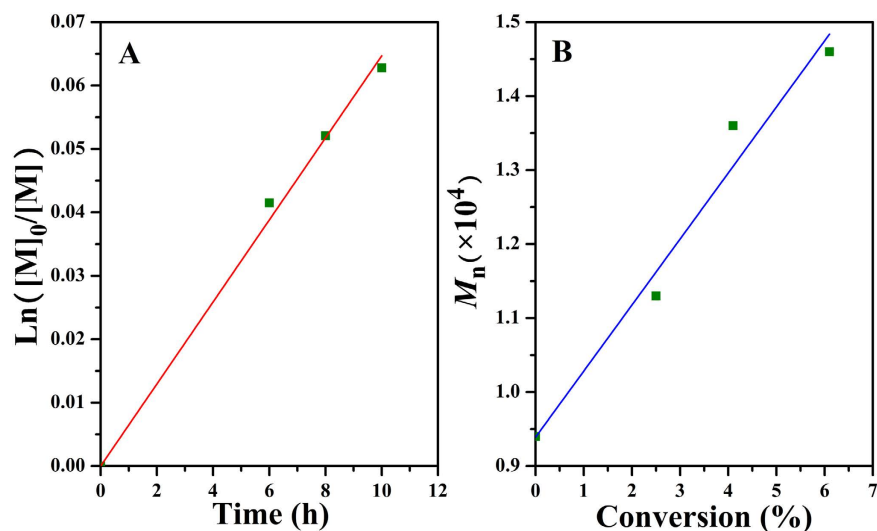 A
Ln([M]0/[M])
0.07
0.06
0.05
0.04
0.03
0.02
0.01
0.00
0 2 4 6 8 10 12
Time (h)
B
Mn(×10⁴)
1.5
1.4
1.3
1.2
1.1
1.0
0.9
0 1 2 3 4 5 6 7
Conversion (%)